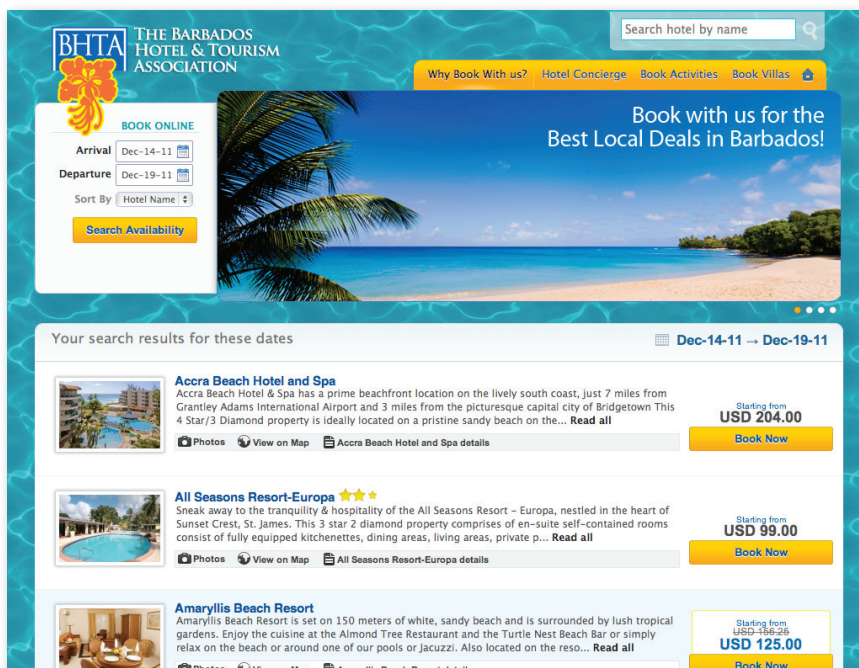 BHTA
THE BARBADOS
HOTEL & TOURISM
ASSOCIATION
Search hotel by name
Why Book With us? Hotel Concierge Book Activities Book Villas
BOOK ONLINE
Arrival Dec-14-11
Departure Dec-19-11
Sort By Hotel Name
Search Availability
Book with us for the
Best Local Deals in Barbados!
Your search results for these dates
Dec-14-11 → Dec-19-11
Accra Beach Hotel and Spa
Accra Beach Hotel & Spa has a prime beachfront location on the lively south coast, just 7 miles from
Grantley Adams International Airport and 3 miles from the picturesque capital city of Bridgetown This
4 Star/3 Diamond property is ideally located on a pristine sandy beach on the... Read all
Photos View on Map Accra Beach Hotel and Spa details
Starting from
USD 204.00
Book Now
All Seasons Resort-Europa
Sneak away to the tranquility & hospitality of the All Seasons Resort – Europa, nestled in the heart of
Sunset Crest, St. James. This 3 star 2 diamond property comprises of en-suite self-contained rooms
consist of fully equipped kitchenettes, dining areas, living areas, private p... Read all
Photos View on Map All Seasons Resort-Europa details
Starting from
USD 99.00
Book Now
Amaryllis Beach Resort
Amaryllis Beach Resort is set on 150 meters of white, sandy beach and is surrounded by lush tropical
gardens. Enjoy the cuisine at the Almond Tree Restaurant and the Turtle Nest Beach Bar or simply
relax on the beach or around one of our pools or Jacuzzi. Also located on the reso... Read all
Starting from
USD 156.25
USD 125.00
Book Now